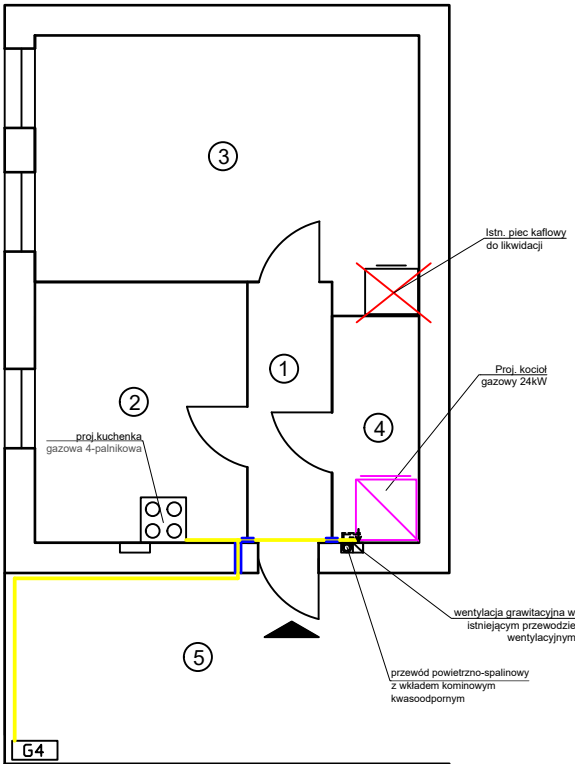 3
Istn. piec kaflowy
do likwidacji
1
Proj. kocioł
gazowy 24kW
2
4
proj.kuchenka
gazowa 4-palnikowa
wentylacja grawitacyjna w
istniejącym przewodzie
wentylacyjnym
5
przewód powietrzno-spalinowy
z wkładem kominowym
kwasoodpornym
G4